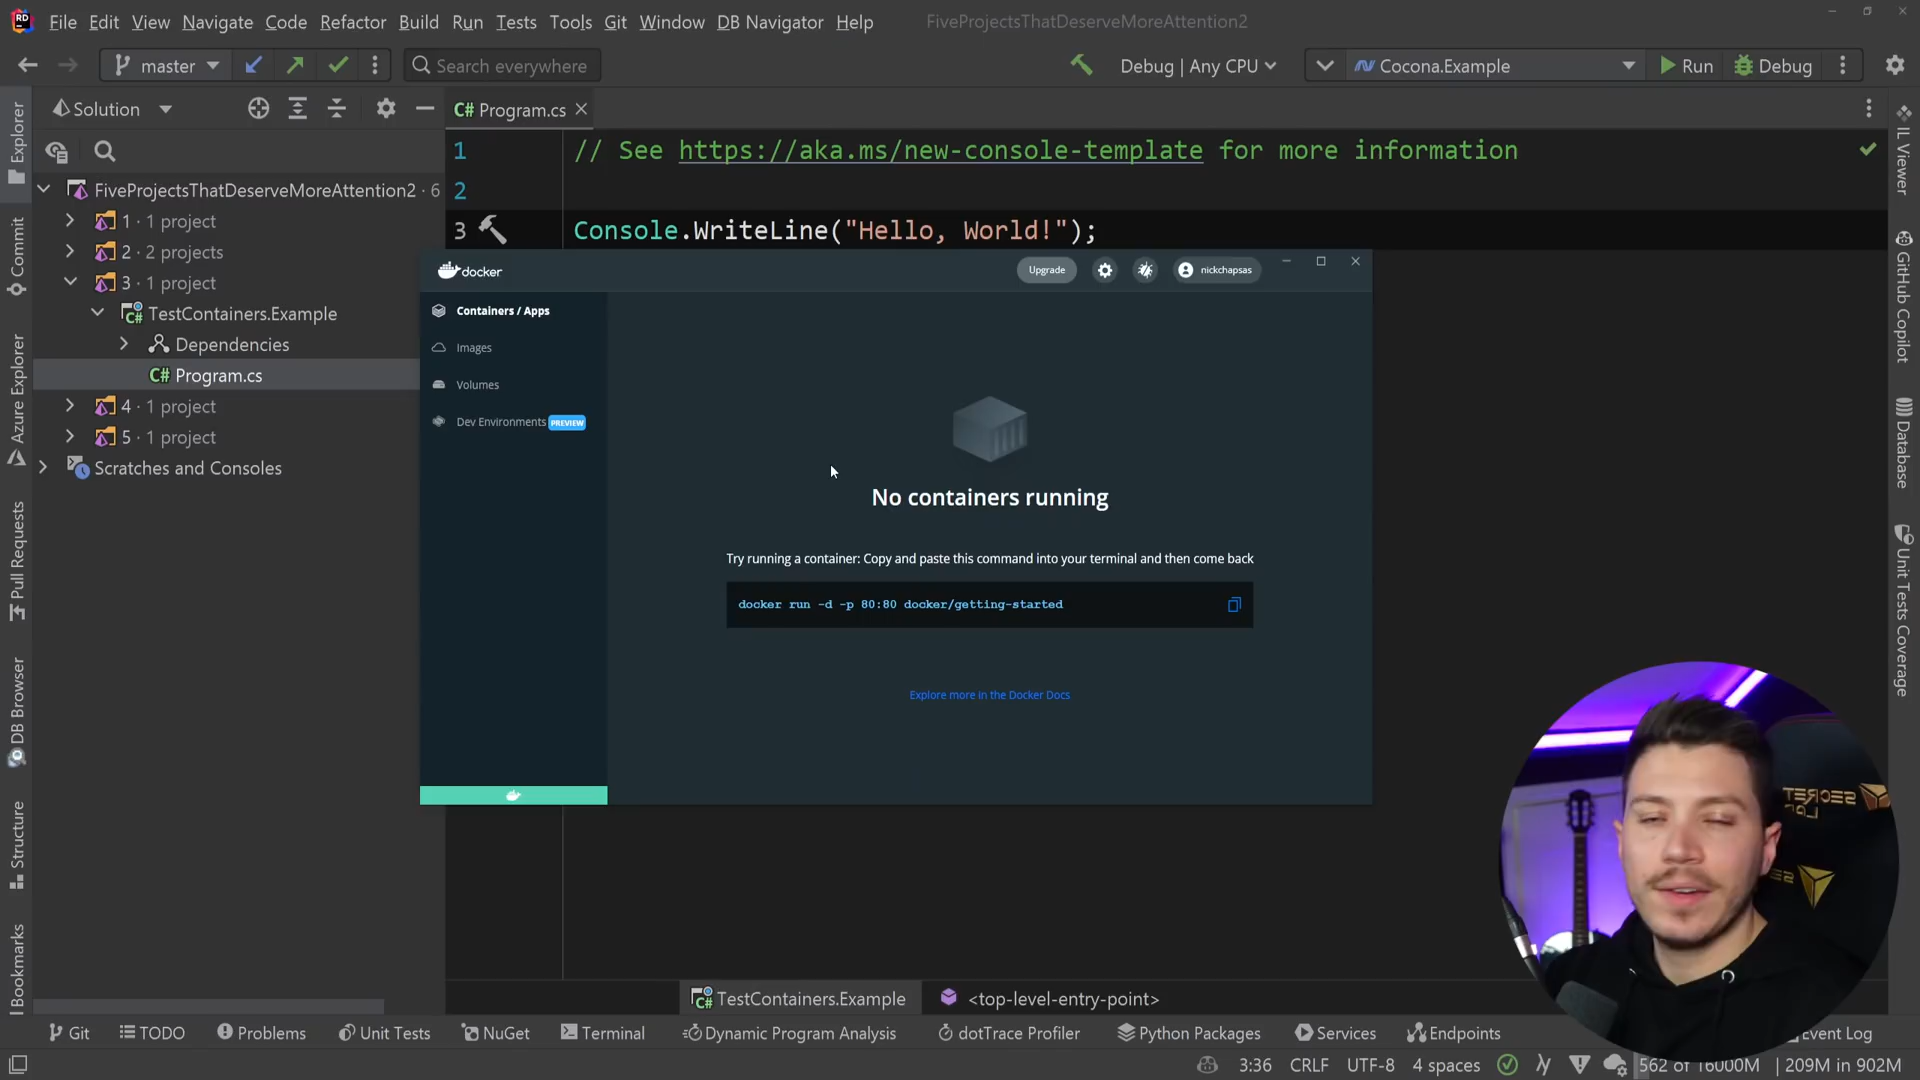 File Edit View Navigate Code Refactor Build Run Tests Tools Git Window DB Navigator Help FiveProjectsThatDeserveMoreAttention2
master Search everywhere Debug | Any CPU Cocona.Example Run Debug
Solution
C# Program.cs
FiveProjectsThatDeserveMoreAttention2 · 6
1 · 1 project
2 · 2 projects
3 · 1 project
TestContainers.Example
Dependencies
C# Program.cs
4 · 1 project
5 · 1 project
Scratches and Consoles
1 // See https://aka.ms/new-console-template for more information
2
3 Console.WriteLine("Hello, World!");
docker
Upgrade
nickchapsas
Containers / Apps
Images
Volumes
Dev Environments PREVIEW
No containers running
Try running a container: Copy and paste this command into your terminal and then come back
docker run -d -p 80:80 docker/getting-started
Explore more in the Docker Docs
Explorer
Commit
Azure Explorer
Pull Requests
DB Browser
Structure
Bookmarks
IL Viewer
GitHub Copilot
Database
Unit Tests Coverage
SECRET
TestContainers.Example <top-level-entry-point>
Git TODO Problems Unit Tests NuGet Terminal Dynamic Program Analysis dotTrace Profiler Python Packages Services Endpoints Event Log
3:36 CRLF UTF-8 4 spaces 562 of 16000M 209M in 902M